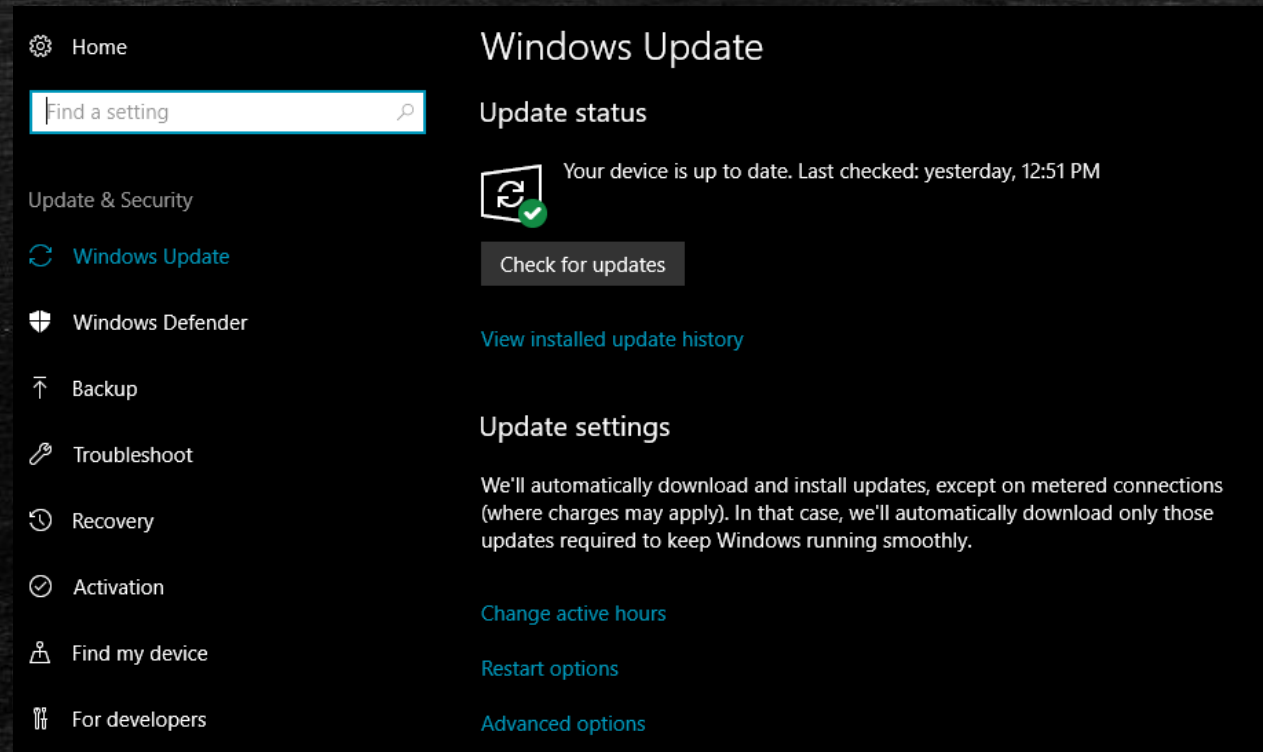 Home
Find a setting
Update & Security
Windows Update
Windows Defender
Backup
Troubleshoot
Recovery
Activation
Find my device
For developers
Windows Update
Update status
Your device is up to date. Last checked: yesterday, 12:51 PM
Check for updates
View installed update history
Update settings
We'll automatically download and install updates, except on metered connections
(where charges may apply). In that case, we'll automatically download only those
updates required to keep Windows running smoothly.
Change active hours
Restart options
Advanced options